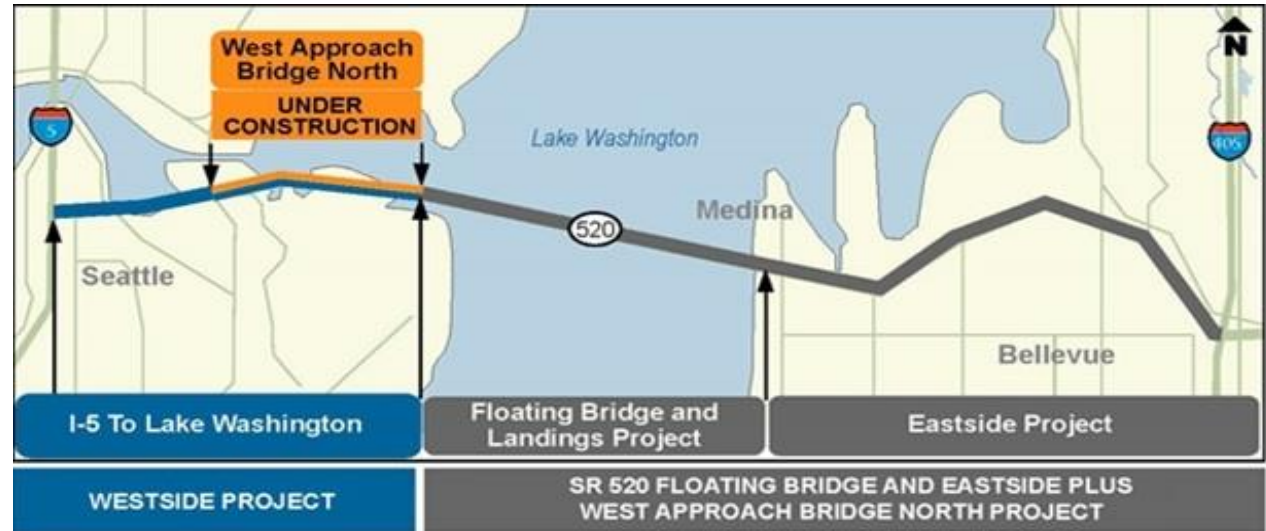 West Approach
Bridge North
UNDER
CONSTRUCTION
N
5
Lake Washington
405
Medina
520
Seattle
Bellevue
I-5 To Lake Washington
Floating Bridge and
Landings Project
Eastside Project
WESTSIDE PROJECT
SR 520 FLOATING BRIDGE AND EASTSIDE PLUS
WEST APPROACH BRIDGE NORTH PROJECT